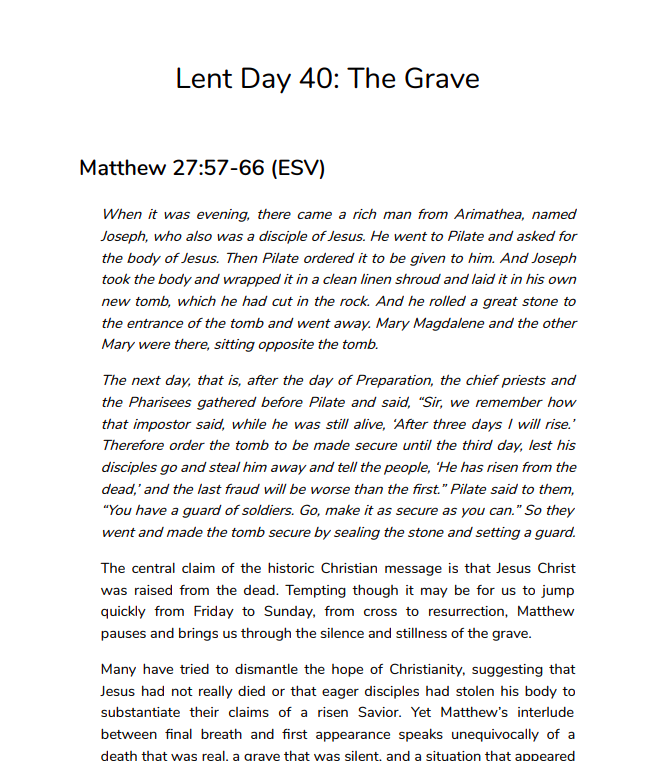 Lent Day 40: The Grave
Matthew 27:57-66 (ESV)
When it was evening, there came a rich man from Arimathea, named
Joseph, who also was a disciple of Jesus. He went to Pilate and asked for
the body of Jesus. Then Pilate ordered it to be given to him. And Joseph
took the body and wrapped it in a clean linen shroud and laid it in his own
new tomb, which he had cut in the rock. And he rolled a great stone to
the entrance of the tomb and went away. Mary Magdalene and the other
Mary were there, sitting opposite the tomb.
The next day, that is, after the day of Preparation, the chief priests and
the Pharisees gathered before Pilate and said, “Sir, we remember how
that impostor said, while he was still alive, ‘After three days I will rise.’
Therefore order the tomb to be made secure until the third day, lest his
disciples go and steal him away and tell the people, ‘He has risen from the
dead,’ and the last fraud will be worse than the first.” Pilate said to them,
“You have a guard of soldiers. Go, make it as secure as you can.” So they
went and made the tomb secure by sealing the stone and setting a guard.
The central claim of the historic Christian message is that Jesus Christ
was raised from the dead. Tempting though it may be for us to jump
quickly from Friday to Sunday, from cross to resurrection, Matthew
pauses and brings us through the silence and stillness of the grave.
Many have tried to dismantle the hope of Christianity, suggesting that
Jesus had not really died or that eager disciples had stolen his body to
substantiate their claims of a risen Savior. Yet Matthew’s interlude
between final breath and first appearance speaks unequivocally of a
death that was real, a grave that was silent, and a situation that appeared